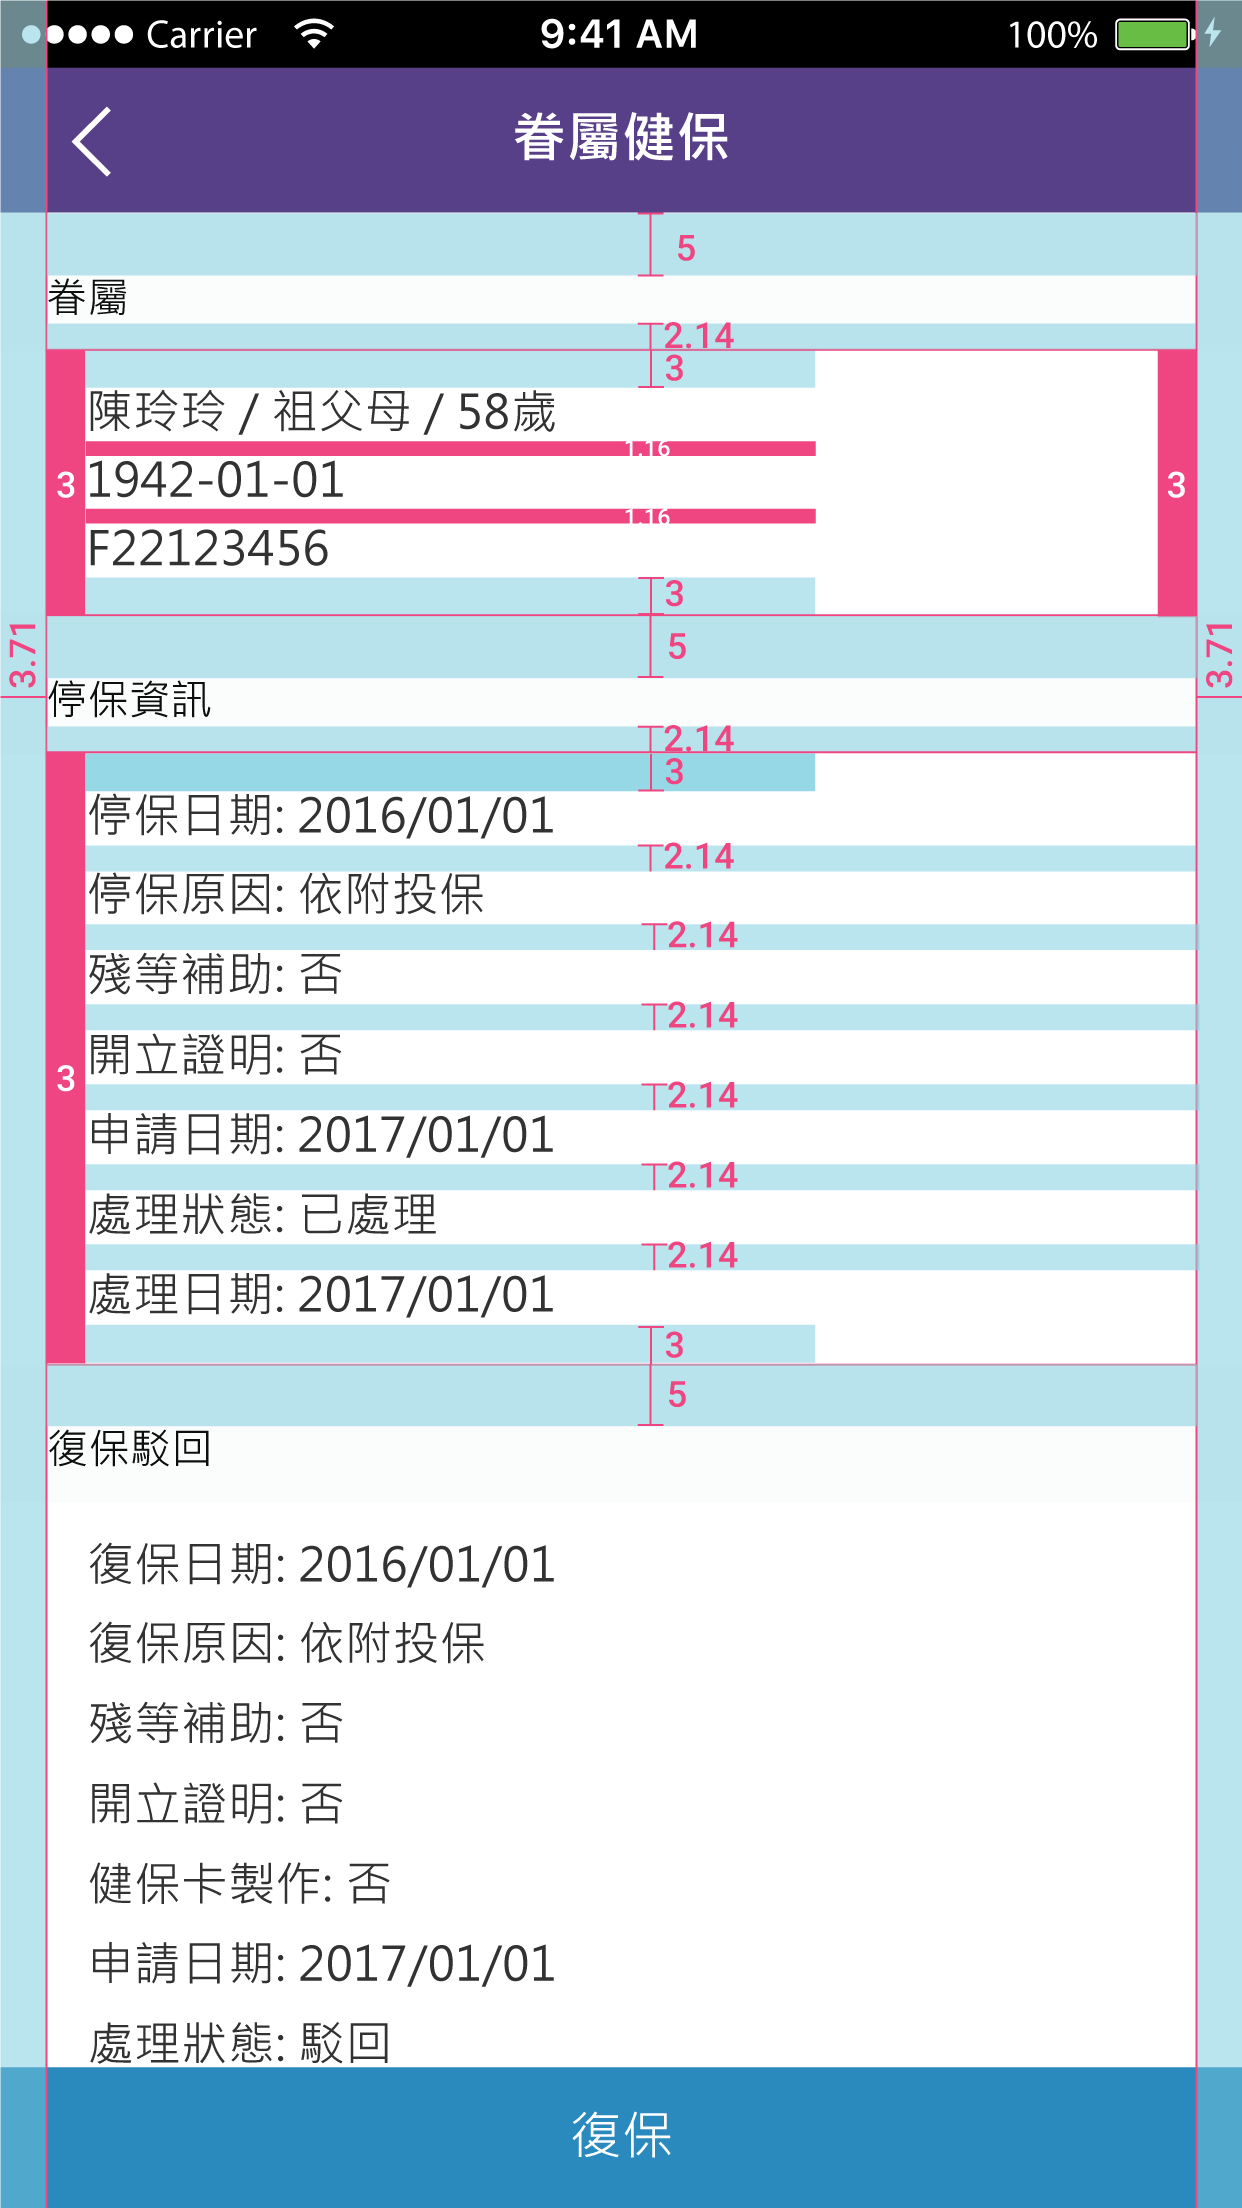 Carrier 9:41 AM 100%
眷屬健保
5
眷屬
2.14
3
陳玲玲 / 祖父母 / 58歲
1.16
3 1942-01-01 3
1.16
F22123456
3
5
3.71 3.71
停保資訊
2.14
3
停保日期: 2016/01/01
2.14
停保原因: 依附投保
2.14
殘等補助: 否
2.14
開立證明: 否
3
2.14
申請日期: 2017/01/01
2.14
處理狀態: 已處理
2.14
處理日期: 2017/01/01
3
5
復保駁回
復保日期: 2016/01/01
復保原因: 依附投保
殘等補助: 否
開立證明: 否
健保卡製作: 否
申請日期: 2017/01/01
處理狀態: 駁回
復保